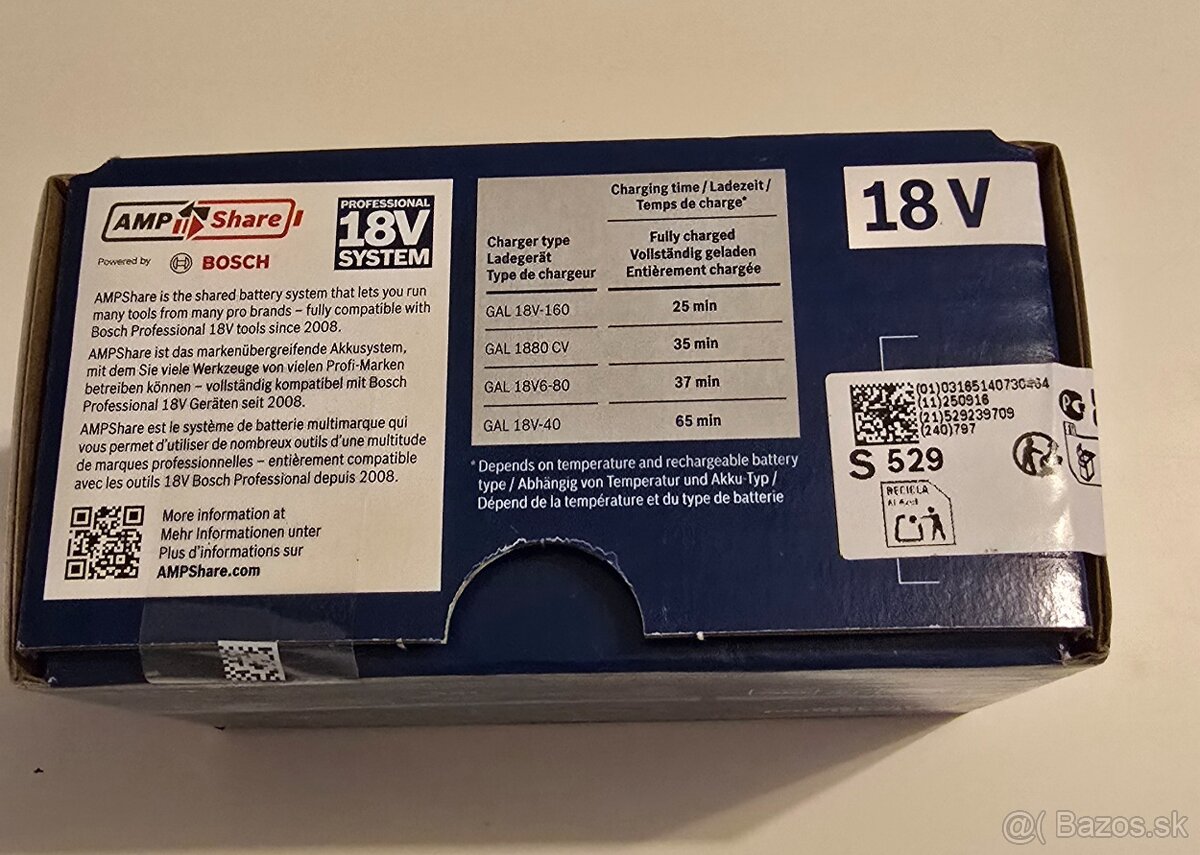 AMP Share
Powered by BOSCH
PROFESSIONAL
18V
SYSTEM
AMPShare is the shared battery system that lets you run
many tools from many pro brands – fully compatible with
Bosch Professional 18V tools since 2008.
AMPShare ist das markenübergreifende Akkusystem,
mit dem Sie viele Werkzeuge von vielen Profi-Marken
betreiben können – vollständig kompatibel mit Bosch
Professional 18V Geräten seit 2008.
AMPShare est le système de batterie multimarque qui
vous permet d'utiliser de nombreux outils d'une multitude
de marques professionnelles – entièrement compatible
avec les outils 18V Bosch Professional depuis 2008.
More information at
Mehr Informationen unter
Plus d'informations sur
AMPShare.com
Charging time / Ladezeit /
Temps de charge*
Charger type
Ladegerät
Type de chargeur
Fully charged
Vollständig geladen
Entièrement chargée
GAL 18V-160 25 min
GAL 1880 CV 35 min
GAL 18V6-80 37 min
GAL 18V-40 65 min
* Depends on temperature and rechargeable battery
type / Abhängig von Temperatur und Akku-Typ /
Dépend de la température et du type de batterie
18 V
(11)250916
(21)529239709
(240)797
S 529
RECICLA
@( Bazos.sk